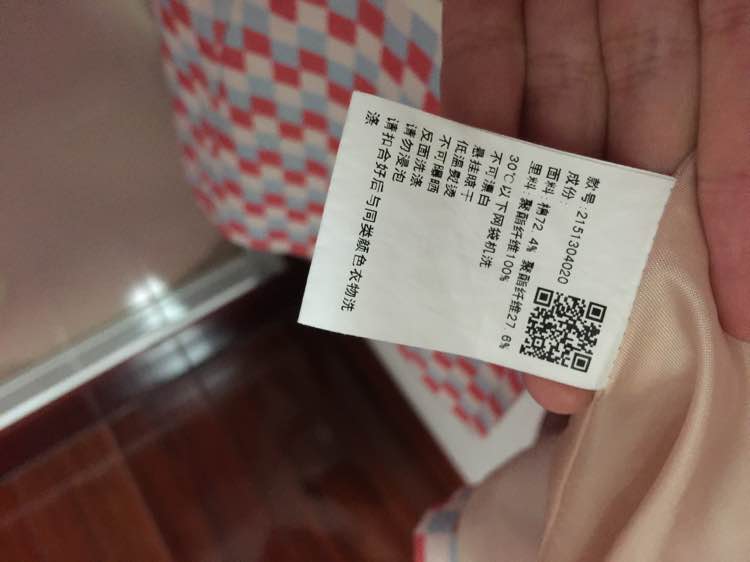 款号:2151304020
成份:
面料: 棉72.4% 聚酯纤维27.6%
里料: 聚酯纤维100%
30℃以下网袋机洗
不可漂白
悬挂晾干
低温熨烫
不可曝晒
反面洗涤
请勿浸泡
请扣合好后与同类颜色衣物洗
涤